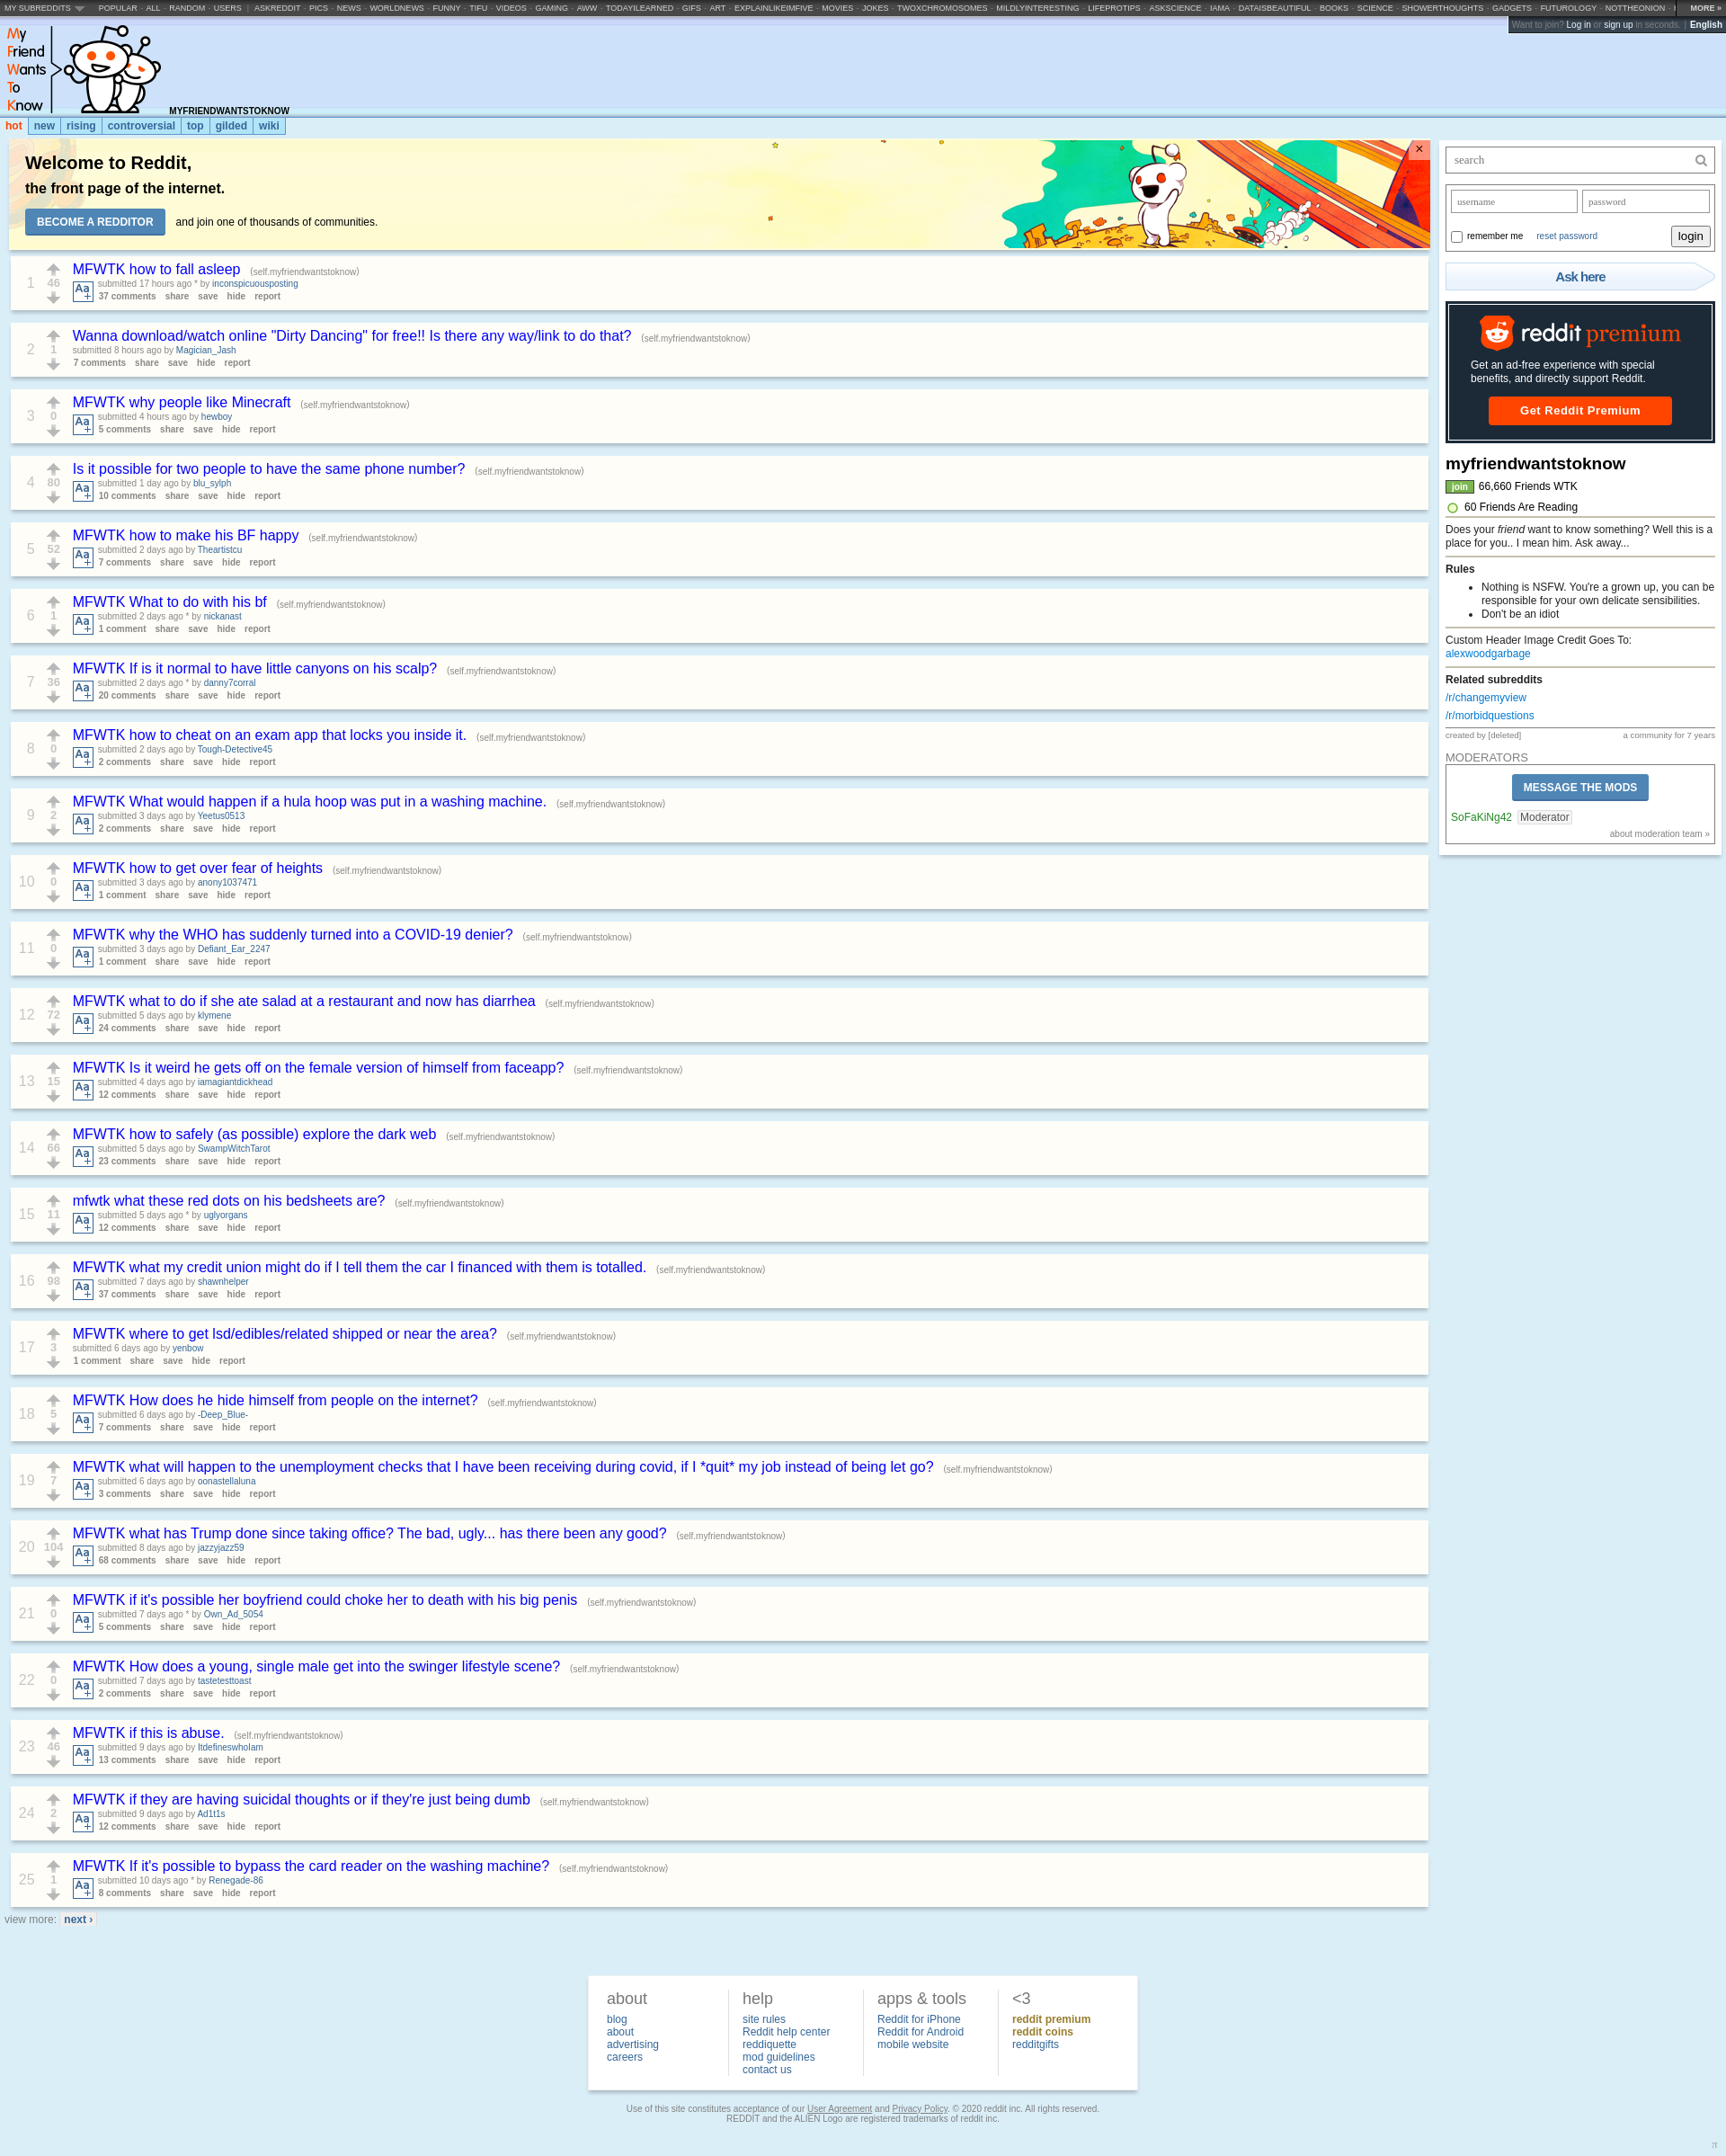 MY SUBREDDITS POPULAR - ALL - RANDOM - USERS | ASKREDDIT - PICS - NEWS - WORLDNEWS - FUNNY - TIFU - VIDEOS - GAMING - AWW - TODAYILEARNED - GIFS - ART - EXPLAINLIKEIMFIVE - MOVIES - JOKES - TWOXCHROMOSOMES - MILDLYINTERESTING - LIFEPROTIPS - ASKSCIENCE - IAMA - DATAISBEAUTIFUL - BOOKS - SCIENCE - SHOWERTHOUGHTS - GADGETS - FUTUROLOGY - NOTTHEONION - MORE »
Want to join? Log in or sign up in seconds. | English
My
Friend
Wants
To
Know
MYFRIENDWANTSTOKNOW
hot new rising controversial top gilded wiki
Welcome to Reddit,
the front page of the internet.
BECOME A REDDITOR and join one of thousands of communities.
×
1 46 MFWTK how to fall asleep (self.myfriendwantstoknow)
Aa+ submitted 17 hours ago * by inconspicuousposting
37 comments share save hide report
2 1 Wanna download/watch online "Dirty Dancing" for free!! Is there any way/link to do that? (self.myfriendwantstoknow)
submitted 8 hours ago by Magician_Jash
7 comments share save hide report
3 0 MFWTK why people like Minecraft (self.myfriendwantstoknow)
Aa+ submitted 4 hours ago by hewboy
5 comments share save hide report
4 80 Is it possible for two people to have the same phone number? (self.myfriendwantstoknow)
Aa+ submitted 1 day ago by blu_sylph
10 comments share save hide report
5 52 MFWTK how to make his BF happy (self.myfriendwantstoknow)
Aa+ submitted 2 days ago by Theartistcu
7 comments share save hide report
6 1 MFWTK What to do with his bf (self.myfriendwantstoknow)
Aa+ submitted 2 days ago * by nickanast
1 comment share save hide report
7 36 MFWTK If is it normal to have little canyons on his scalp? (self.myfriendwantstoknow)
Aa+ submitted 2 days ago * by danny7corral
20 comments share save hide report
8 0 MFWTK how to cheat on an exam app that locks you inside it. (self.myfriendwantstoknow)
Aa+ submitted 2 days ago by Tough-Detective45
2 comments share save hide report
9 2 MFWTK What would happen if a hula hoop was put in a washing machine. (self.myfriendwantstoknow)
Aa+ submitted 3 days ago by Yeetus0513
2 comments share save hide report
10 0 MFWTK how to get over fear of heights (self.myfriendwantstoknow)
Aa+ submitted 3 days ago by anony1037471
1 comment share save hide report
11 0 MFWTK why the WHO has suddenly turned into a COVID-19 denier? (self.myfriendwantstoknow)
Aa+ submitted 3 days ago by Defiant_Ear_2247
1 comment share save hide report
12 72 MFWTK what to do if she ate salad at a restaurant and now has diarrhea (self.myfriendwantstoknow)
Aa+ submitted 5 days ago by klymene
24 comments share save hide report
13 15 MFWTK Is it weird he gets off on the female version of himself from faceapp? (self.myfriendwantstoknow)
Aa+ submitted 4 days ago by iamagiantdickhead
12 comments share save hide report
14 66 MFWTK how to safely (as possible) explore the dark web (self.myfriendwantstoknow)
Aa+ submitted 5 days ago by SwampWitchTarot
23 comments share save hide report
15 11 mfwtk what these red dots on his bedsheets are? (self.myfriendwantstoknow)
Aa+ submitted 5 days ago * by uglyorgans
12 comments share save hide report
16 98 MFWTK what my credit union might do if I tell them the car I financed with them is totalled. (self.myfriendwantstoknow)
Aa+ submitted 7 days ago by shawnhelper
37 comments share save hide report
17 3 MFWTK where to get lsd/edibles/related shipped or near the area? (self.myfriendwantstoknow)
submitted 6 days ago by yenbow
1 comment share save hide report
18 5 MFWTK How does he hide himself from people on the internet? (self.myfriendwantstoknow)
Aa+ submitted 6 days ago by -Deep_Blue-
7 comments share save hide report
19 7 MFWTK what will happen to the unemployment checks that I have been receiving during covid, if I *quit* my job instead of being let go? (self.myfriendwantstoknow)
Aa+ submitted 6 days ago by oonastellaluna
3 comments share save hide report
20 104 MFWTK what has Trump done since taking office? The bad, ugly... has there been any good? (self.myfriendwantstoknow)
Aa+ submitted 8 days ago by jazzyjazz59
68 comments share save hide report
21 0 MFWTK if it's possible her boyfriend could choke her to death with his big penis (self.myfriendwantstoknow)
Aa+ submitted 7 days ago * by Own_Ad_5054
5 comments share save hide report
22 0 MFWTK How does a young, single male get into the swinger lifestyle scene? (self.myfriendwantstoknow)
Aa+ submitted 7 days ago by tastetesttoast
2 comments share save hide report
23 46 MFWTK if this is abuse. (self.myfriendwantstoknow)
Aa+ submitted 9 days ago by ItdefineswhoIam
13 comments share save hide report
24 2 MFWTK if they are having suicidal thoughts or if they're just being dumb (self.myfriendwantstoknow)
Aa+ submitted 9 days ago by Ad1t1s
12 comments share save hide report
25 1 MFWTK If it's possible to bypass the card reader on the washing machine? (self.myfriendwantstoknow)
Aa+ submitted 10 days ago * by Renegade-86
8 comments share save hide report
view more: next ›
search
username password
remember me reset password login
Ask here
reddit premium
Get an ad-free experience with special
benefits, and directly support Reddit.
Get Reddit Premium
myfriendwantstoknow
join 66,660 Friends WTK
60 Friends Are Reading
Does your friend want to know something? Well this is a
place for you.. I mean him. Ask away...
Rules
• Nothing is NSFW. You're a grown up, you can be
responsible for your own delicate sensibilities.
• Don't be an idiot
Custom Header Image Credit Goes To:
alexwoodgarbage
Related subreddits
/r/changemyview
/r/morbidquestions
created by [deleted] a community for 7 years
MODERATORS
MESSAGE THE MODS
SoFaKiNg42 Moderator
about moderation team »
about
blog
about
advertising
careers
help
site rules
Reddit help center
reddiquette
mod guidelines
contact us
apps & tools
Reddit for iPhone
Reddit for Android
mobile website
<3
reddit premium
reddit coins
redditgifts
Use of this site constitutes acceptance of our User Agreement and Privacy Policy. © 2020 reddit inc. All rights reserved.
REDDIT and the ALIEN Logo are registered trademarks of reddit inc.
π